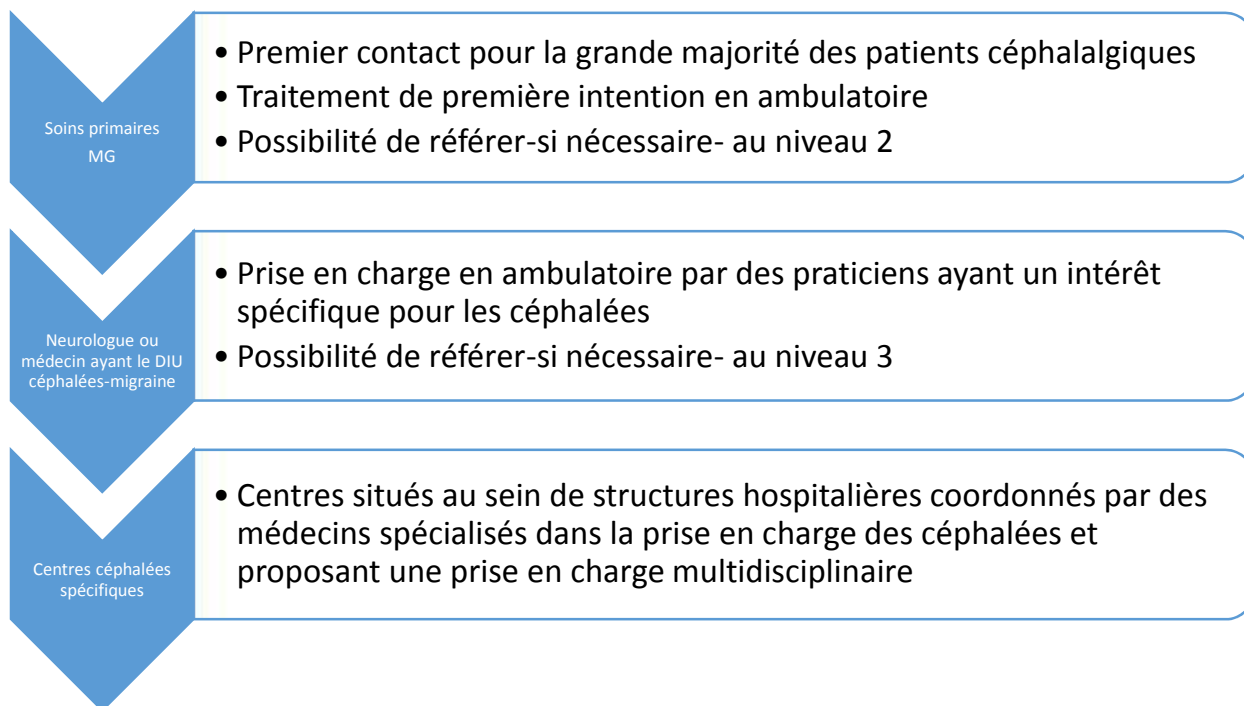 Soins primaires
MG
• Premier contact pour la grande majorité des patients céphalalgiques
• Traitement de première intention en ambulatoire
• Possibilité de référer-si nécessaire- au niveau 2
Neurologue ou
médecin ayant le DIU
céphalées-migraine
• Prise en charge en ambulatoire par des praticiens ayant un intérêt
spécifique pour les céphalées
• Possibilité de référer-si nécessaire- au niveau 3
Centres céphalées
spécifiques
• Centres situés au sein de structures hospitalières coordonnés par des
médecins spécialisés dans la prise en charge des céphalées et
proposant une prise en charge multidisciplinaire